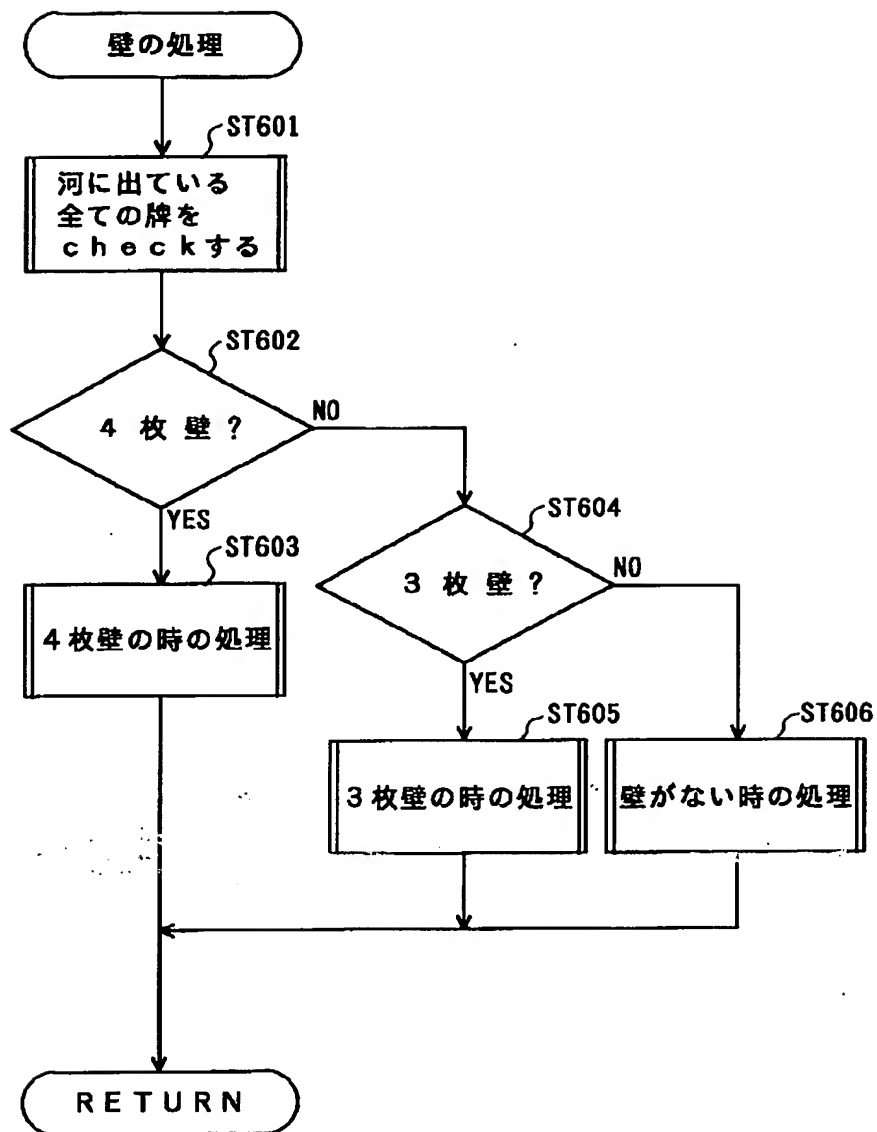 壁の処理
ST601
河に出ている
全ての牌を
checkする
ST602
4枚壁?
NO
YES
ST603
4枚壁の時の処理
ST604
3枚壁?
NO
YES
ST605
3枚壁の時の処理
ST606
壁がない時の処理
RETURN